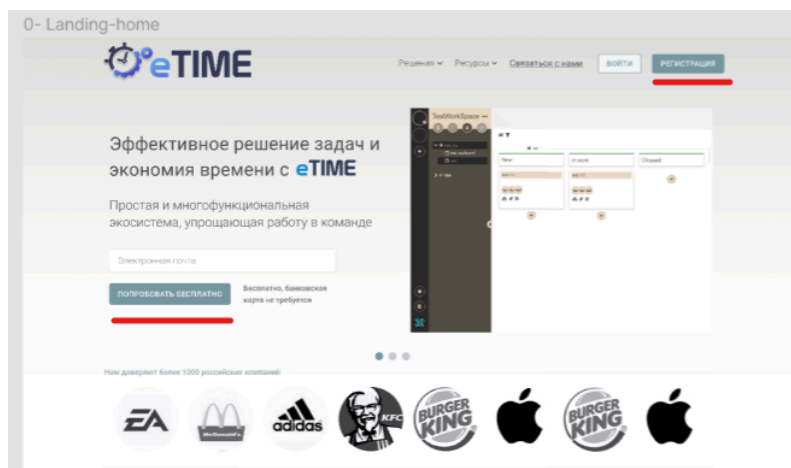 0- Landing-home
eTIME
Решения Ресурсы Связаться с нами ВОЙТИ РЕГИСТРАЦИЯ
Эффективное решение задач и
экономия времени с eTIME
Простая и многофункциональная
экосистема, упрощающая работу в команде
Электронная почта
ПОПРОБОВАТЬ БЕСПЛАТНО
Бесплатно, банковская
карта не требуется
TestWorkSpace
New
In work
Closed
Нам доверяют более 1000 российских компаний
EA
McDonald's
adidas
KFC
BURGER
KING
BURGER
KING